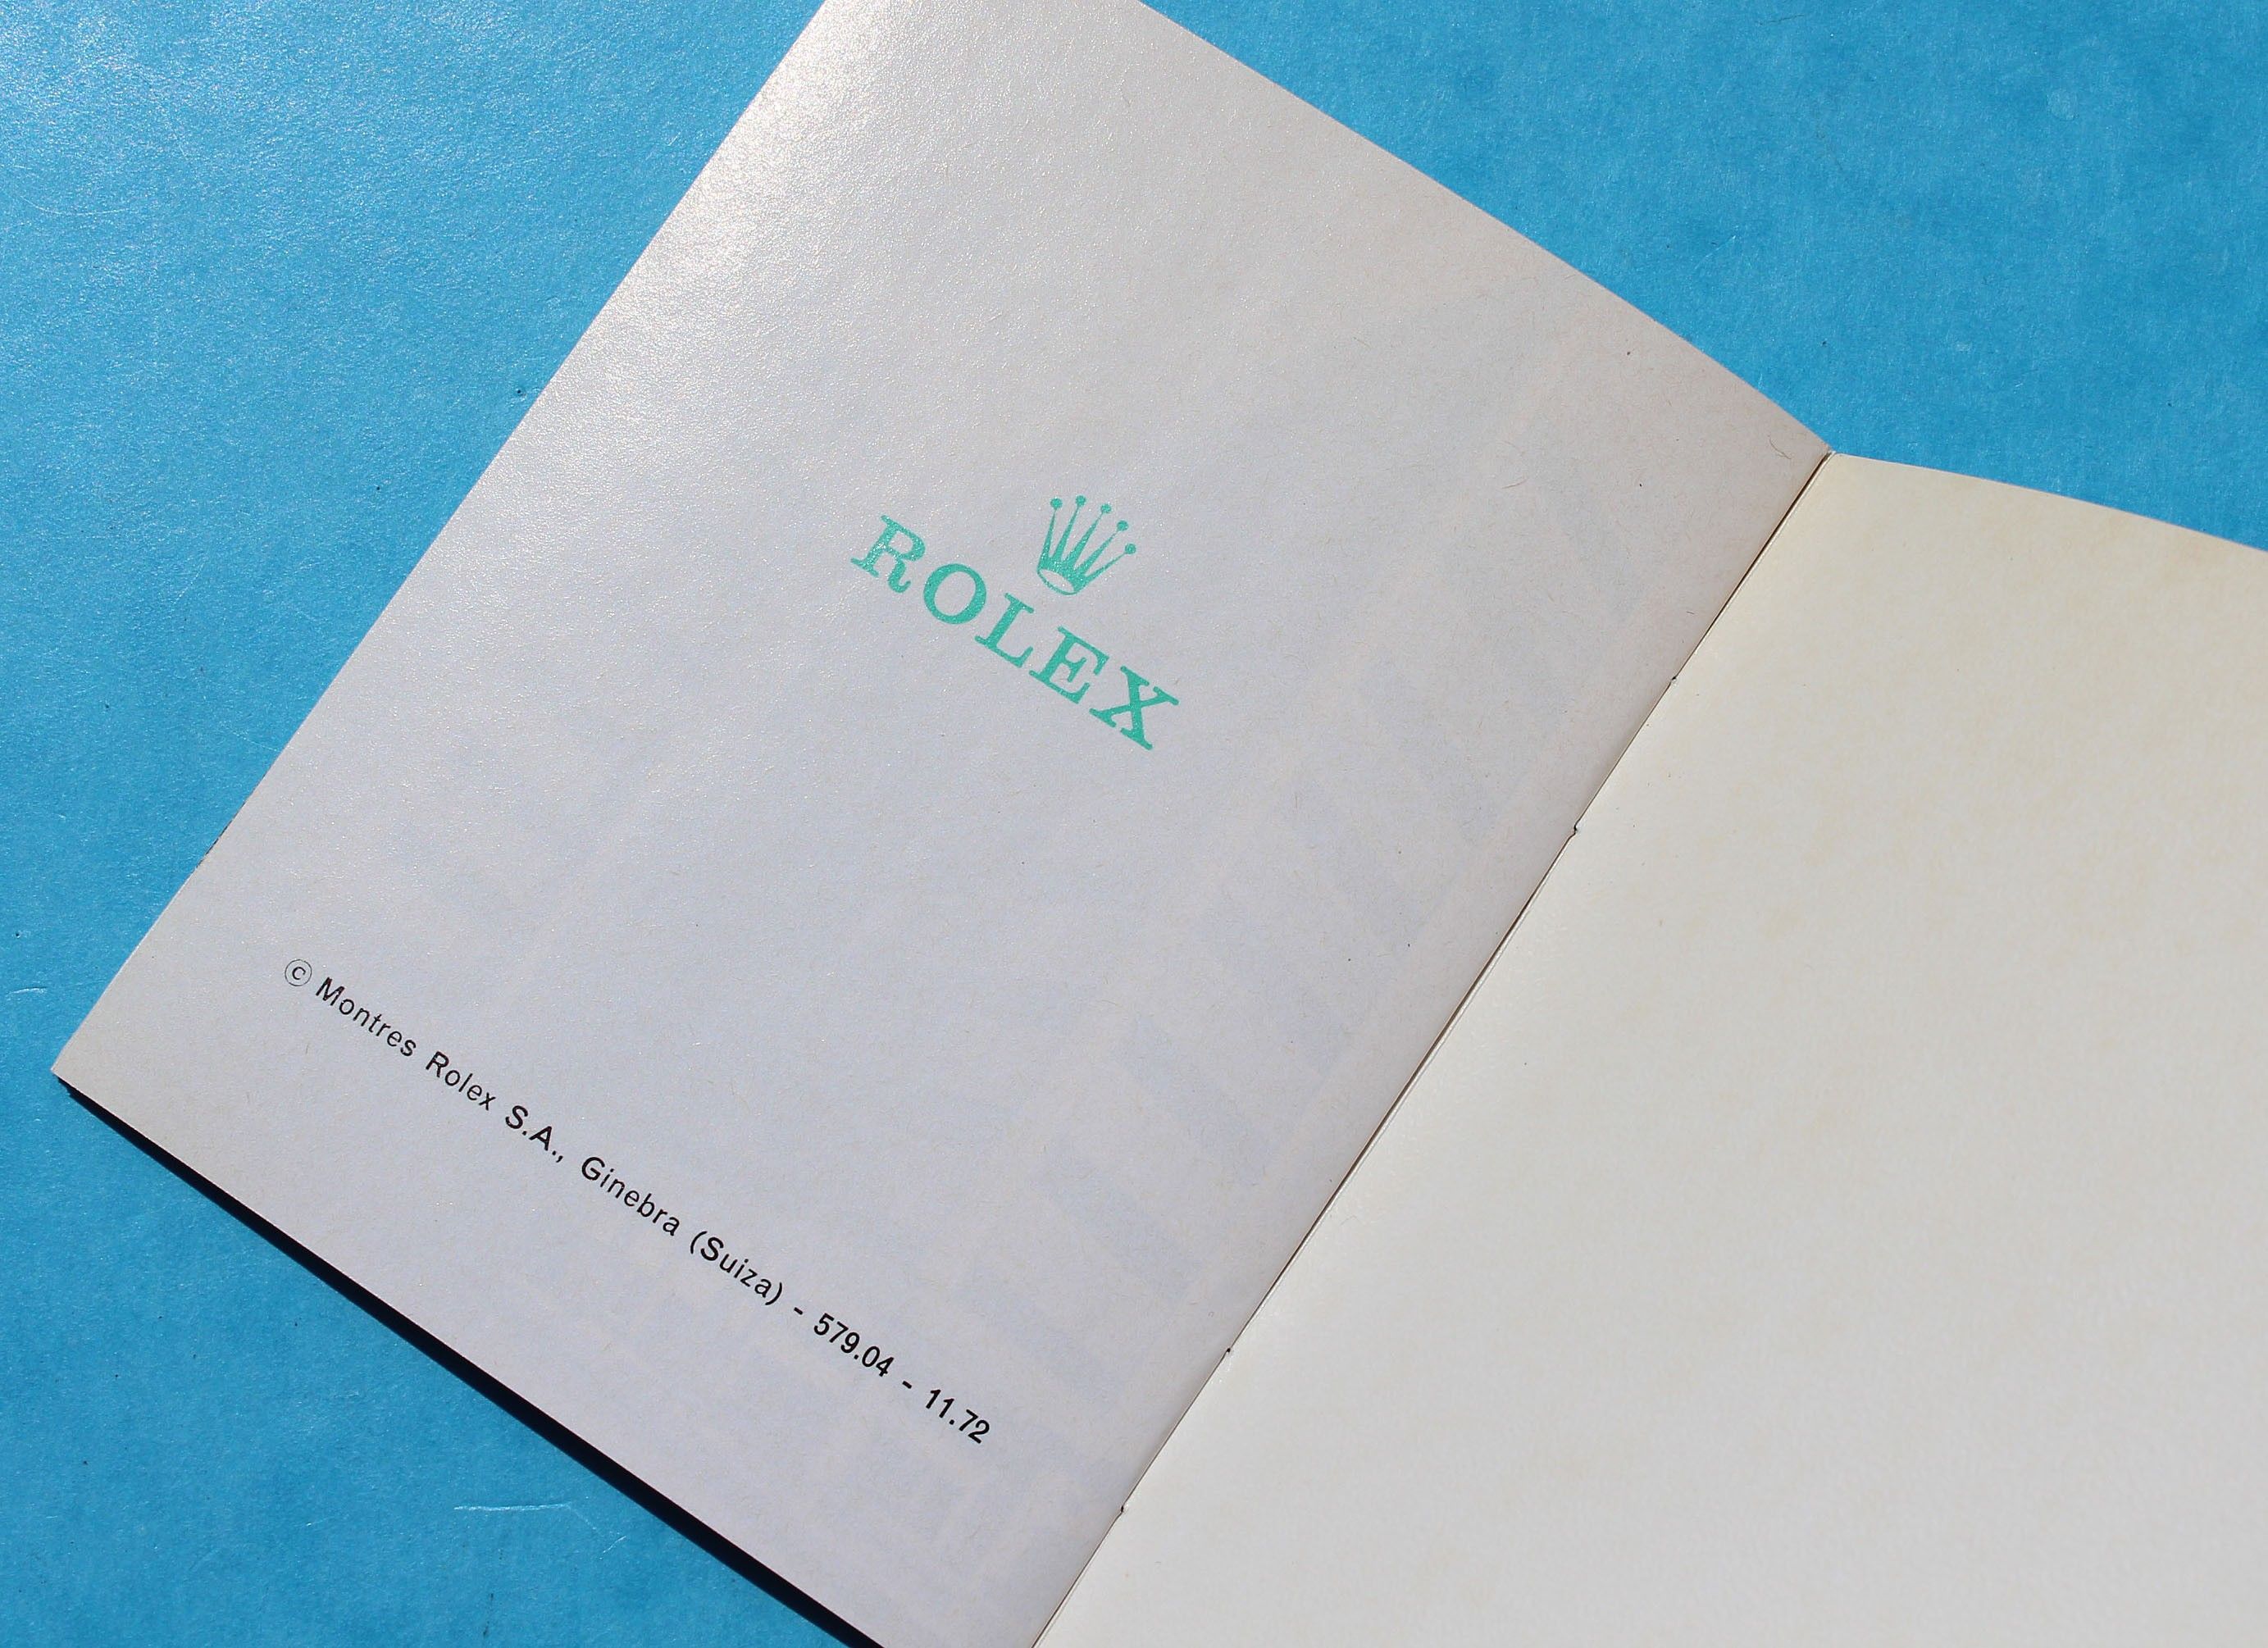 ROLEX
© Montres Rolex S.A., Ginebra (Suiza) - 579.04 - 11.72